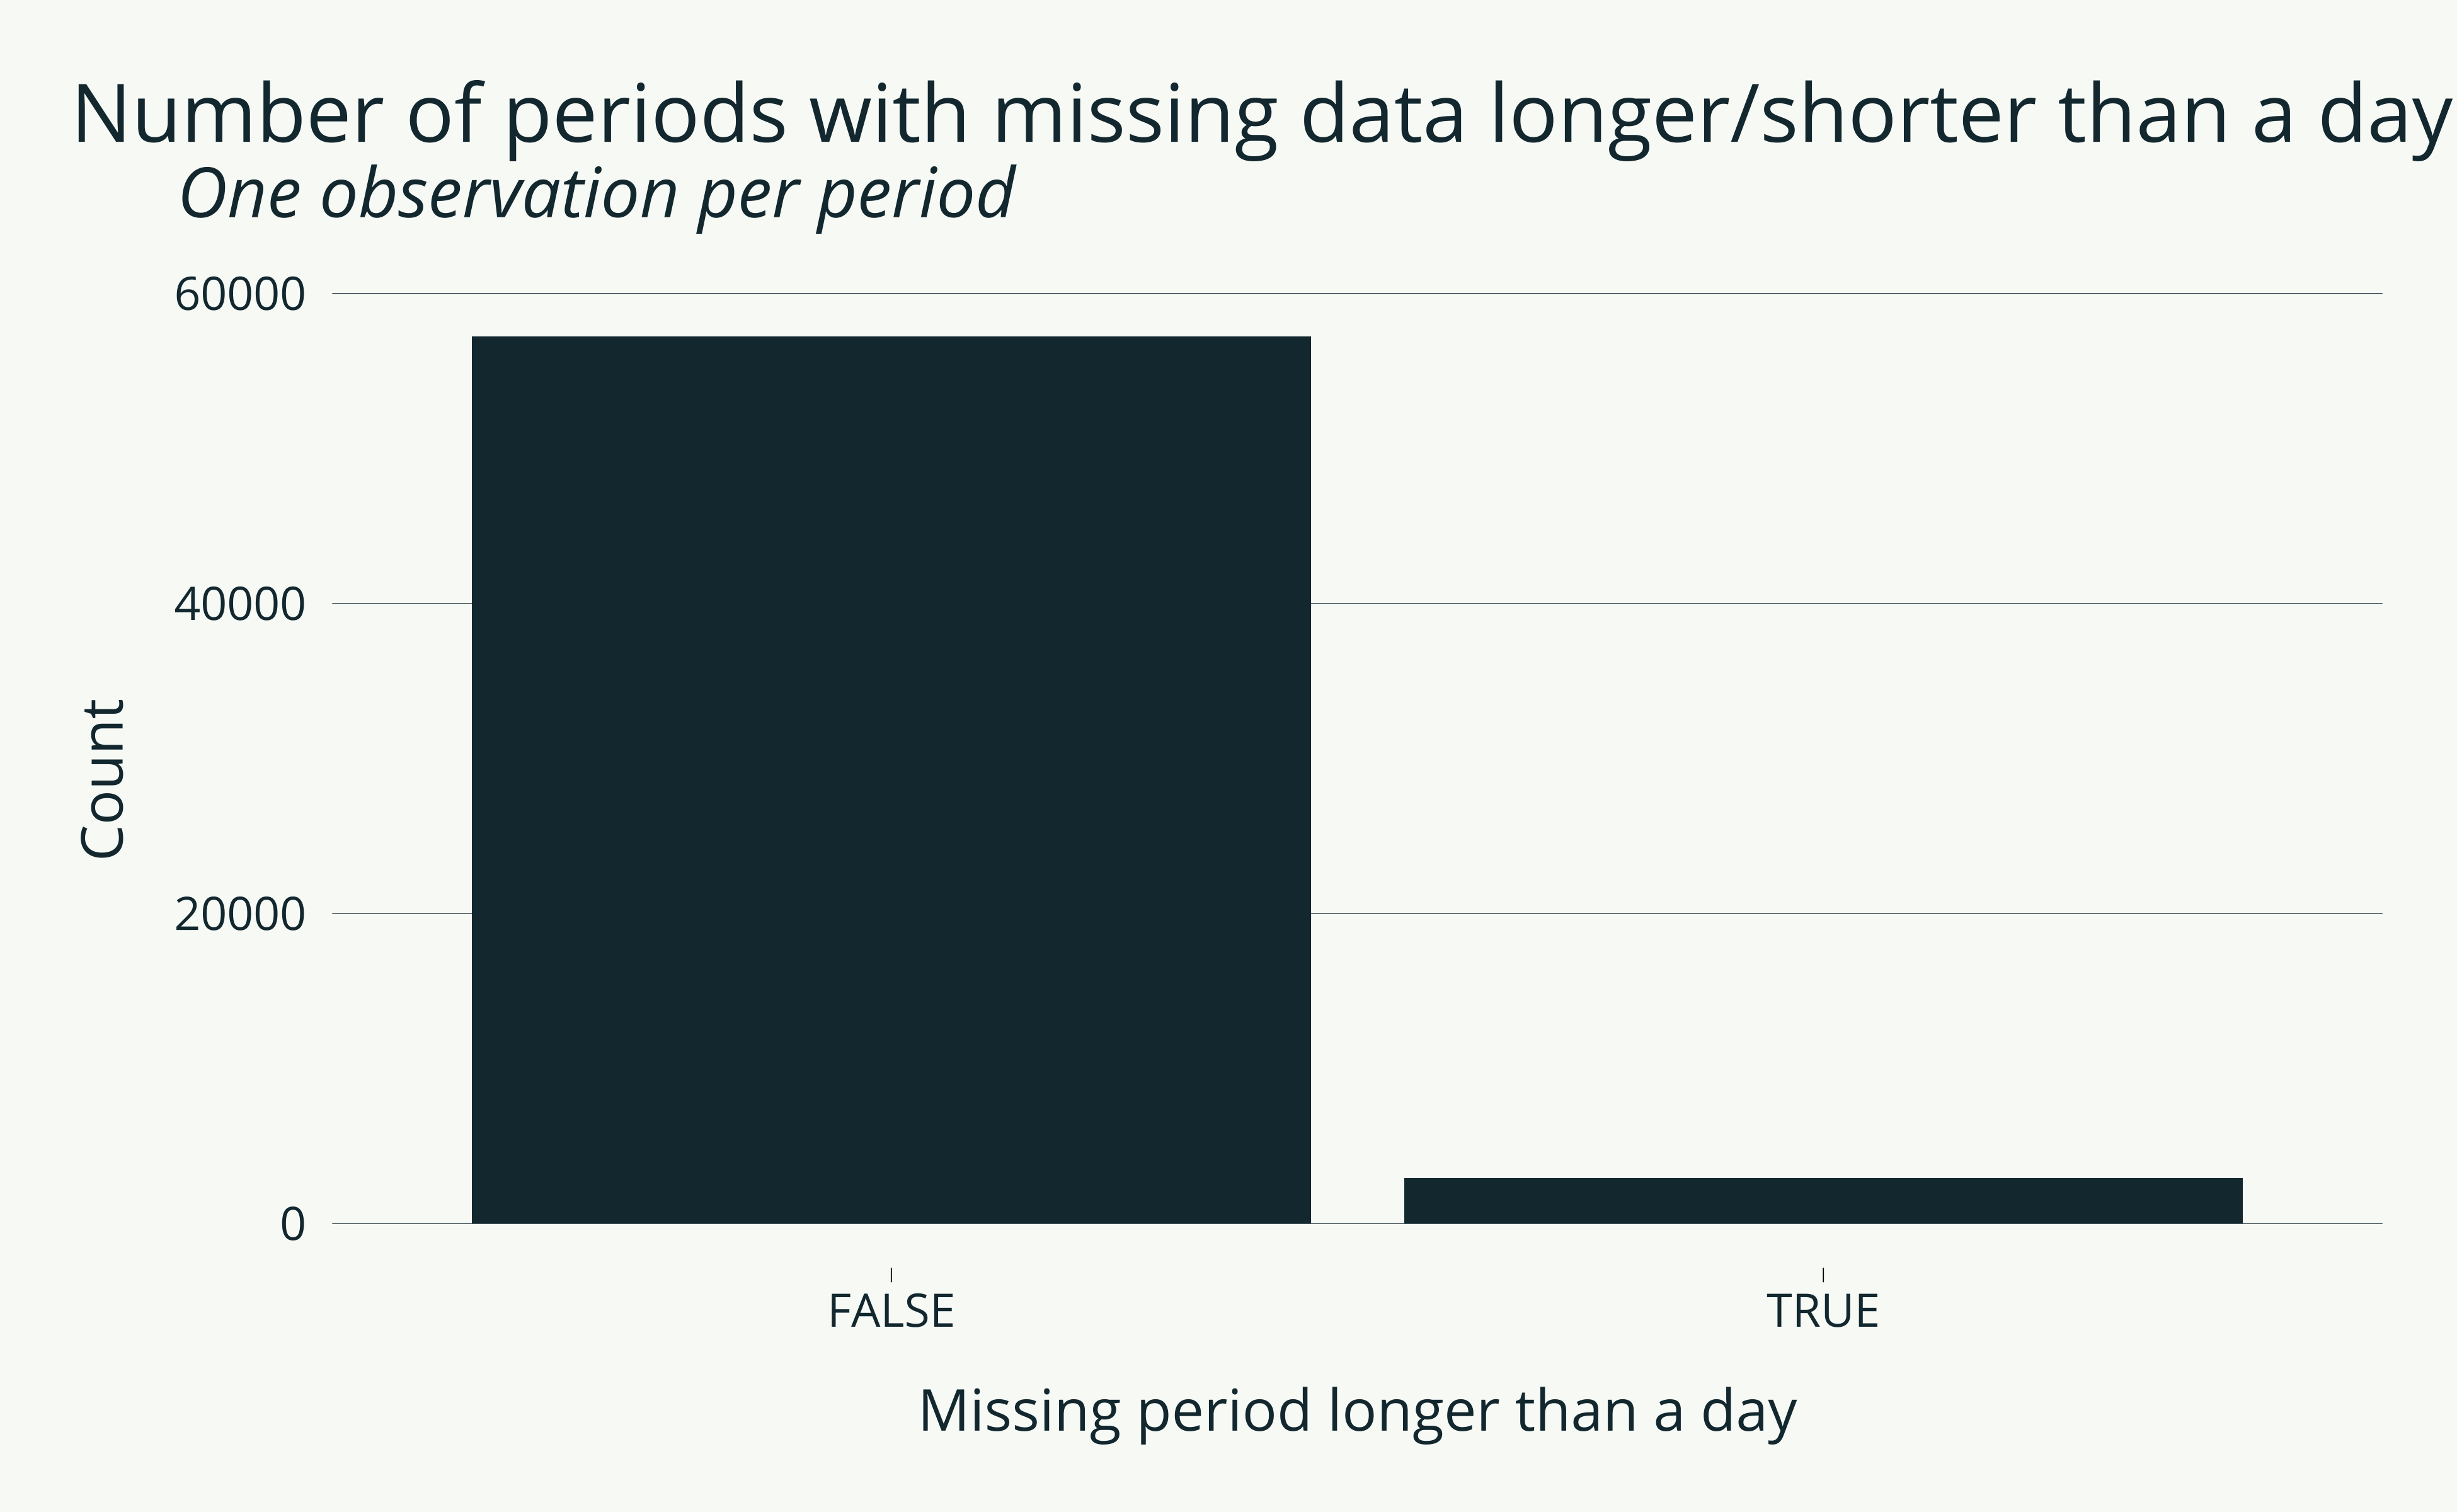 Number of periods with missing data longer/shorter than a day
One observation per period
60000
40000
20000
0
Count
FALSE
TRUE
Missing period longer than a day